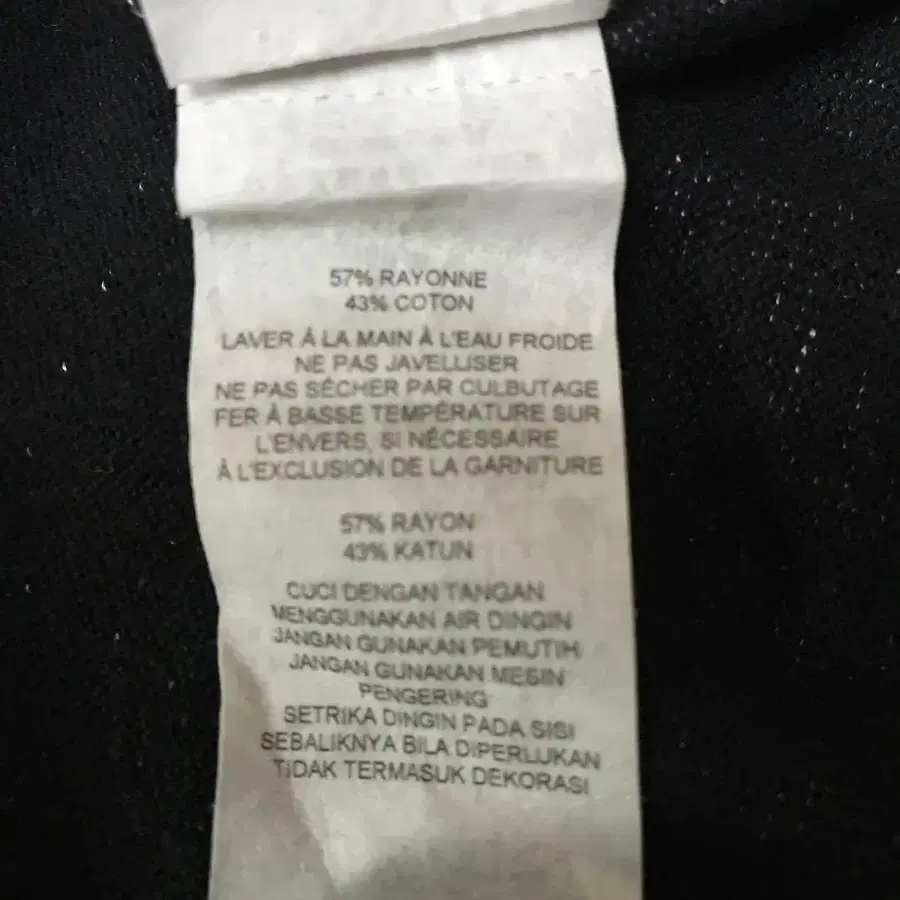 57% RAYONNE
43% COTON
LAVER À LA MAIN À L'EAU FROIDE
NE PAS JAVELLISER
NE PAS SÉCHER PAR CULBUTAGE
FER À BASSE TEMPÉRATURE SUR
L'ENVERS, SI NÉCESSAIRE
À L'EXCLUSION DE LA GARNITURE
57% RAYON
43% KATUN
CUCI DENGAN TANGAN
MENGGUNAKAN AIR DINGIN
JANGAN GUNAKAN PEMUTIH
JANGAN GUNAKAN MESIN
PENGERING
SETRIKA DINGIN PADA SISI
SEBALIKNYA BILA DIPERLUKAN
TIDAK TERMASUK DEKORASI